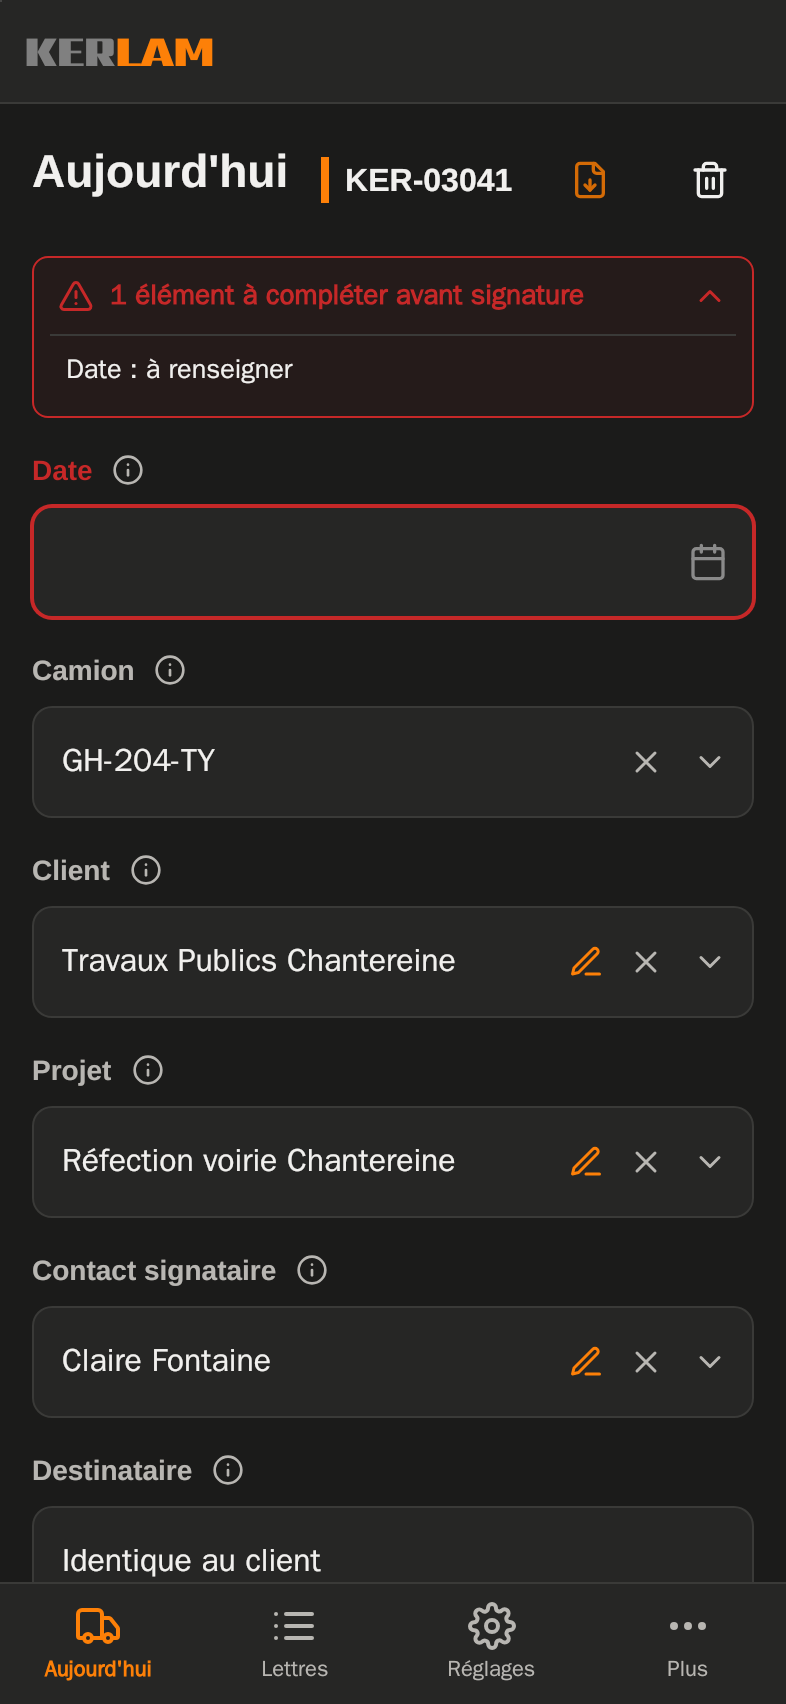 KERLAM
Aujourd'hui
KER-03041
1 élément à compléter avant signature
Date : à renseigner
Date
Camion
GH-204-TY
Client
Travaux Publics Chantereine
Projet
Réfection voirie Chantereine
Contact signataire
Claire Fontaine
Destinataire
Identique au client
Aujourd'hui
Lettres
Réglages
Plus